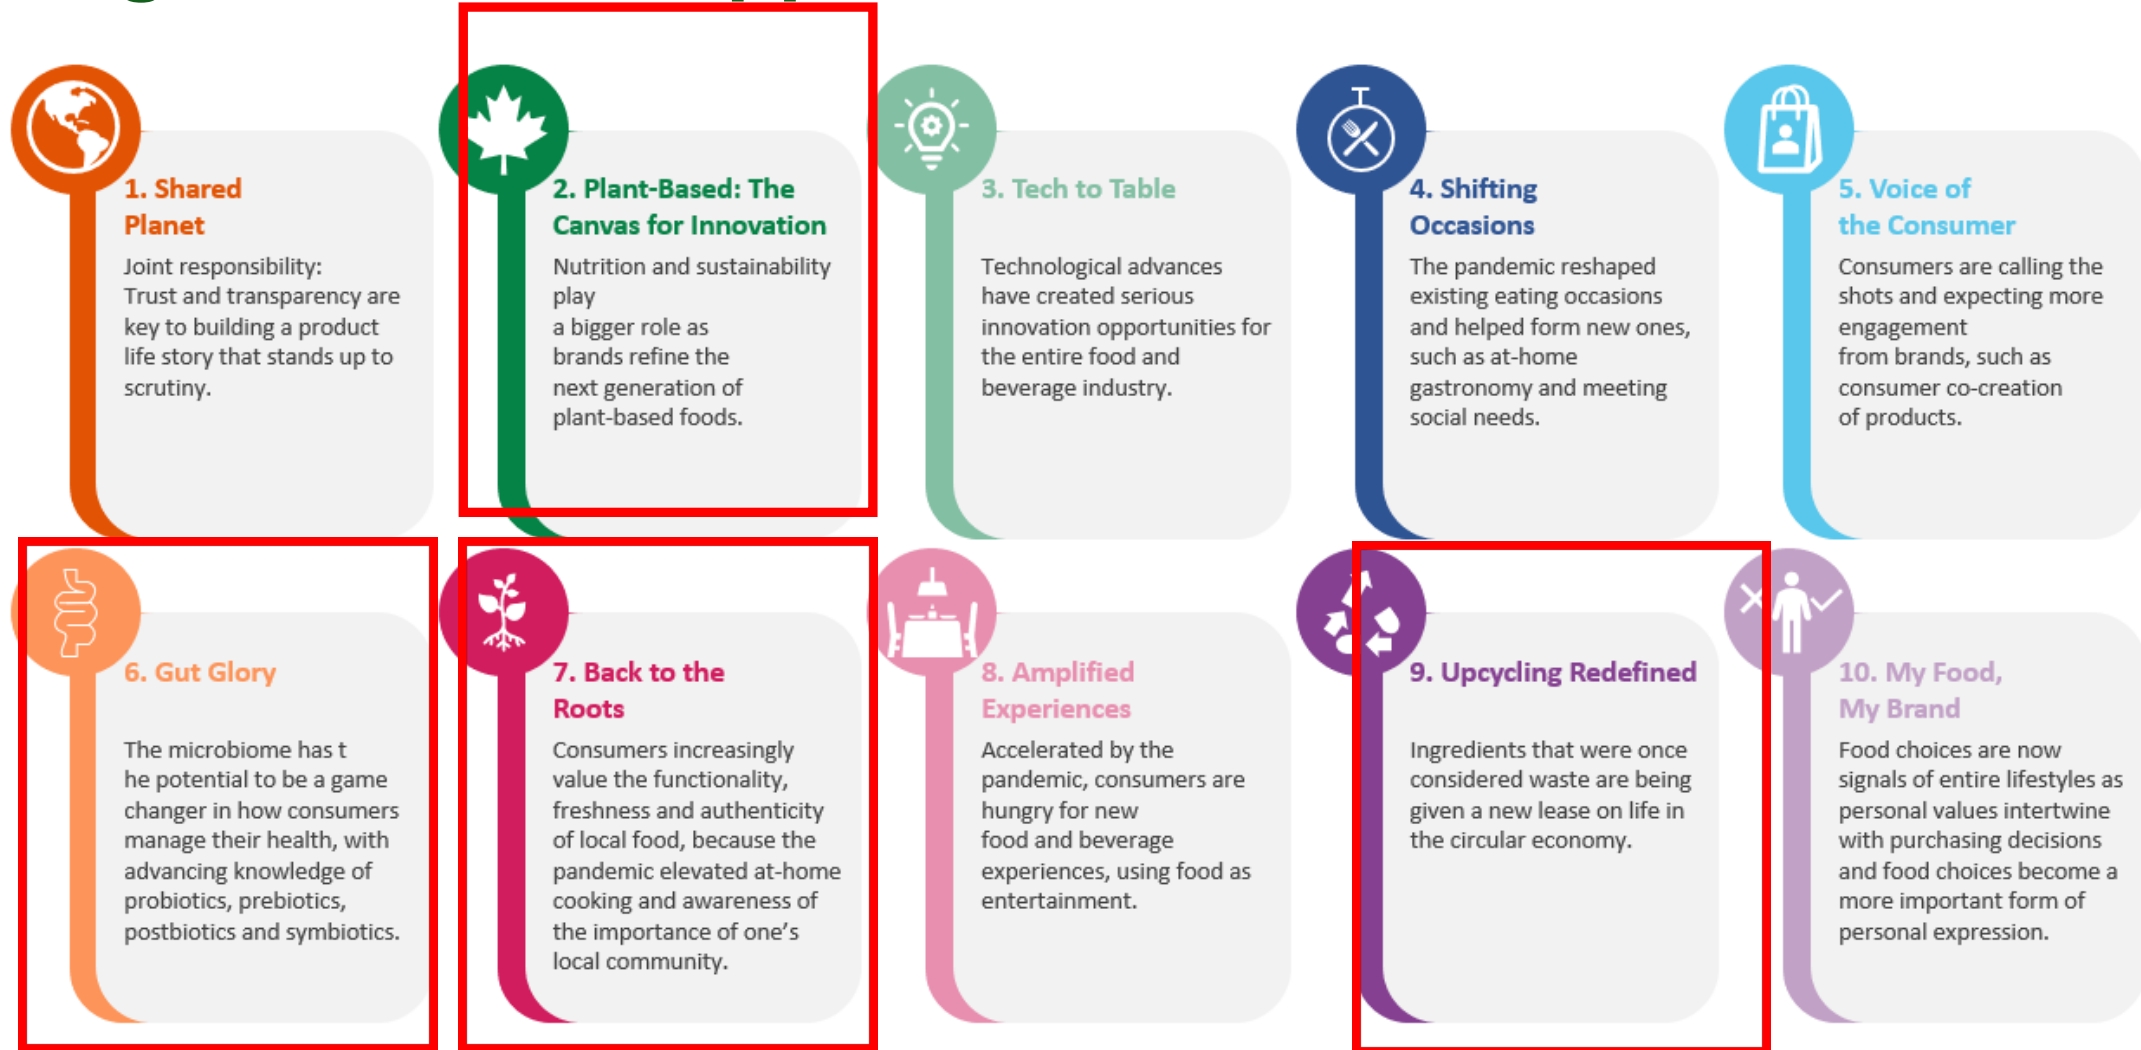 1. Shared
Planet
Joint responsibility:
Trust and transparency are
key to building a product
life story that stands up to
scrutiny.
2. Plant-Based: The
Canvas for Innovation
Nutrition and sustainability
play
a bigger role as
brands refine the
next generation of
plant-based foods.
3. Tech to Table
Technological advances
have created serious
innovation opportunities for
the entire food and
beverage industry.
4. Shifting
Occasions
The pandemic reshaped
existing eating occasions
and helped form new ones,
such as at-home
gastronomy and meeting
social needs.
5. Voice of
the Consumer
Consumers are calling the
shots and expecting more
engagement
from brands, such as
consumer co-creation
of products.
6. Gut Glory
The microbiome has t
he potential to be a game
changer in how consumers
manage their health, with
advancing knowledge of
probiotics, prebiotics,
postbiotics and symbiotics.
7. Back to the
Roots
Consumers increasingly
value the functionality,
freshness and authenticity
of local food, because the
pandemic elevated at-home
cooking and awareness of
the importance of one's
local community.
8. Amplified
Experiences
Accelerated by the
pandemic, consumers are
hungry for new
food and beverage
experiences, using food as
entertainment.
9. Upcycling Redefined
Ingredients that were once
considered waste are being
given a new lease on life in
the circular economy.
10. My Food,
My Brand
Food choices are now
signals of entire lifestyles as
personal values intertwine
with purchasing decisions
and food choices become a
more important form of
personal expression.